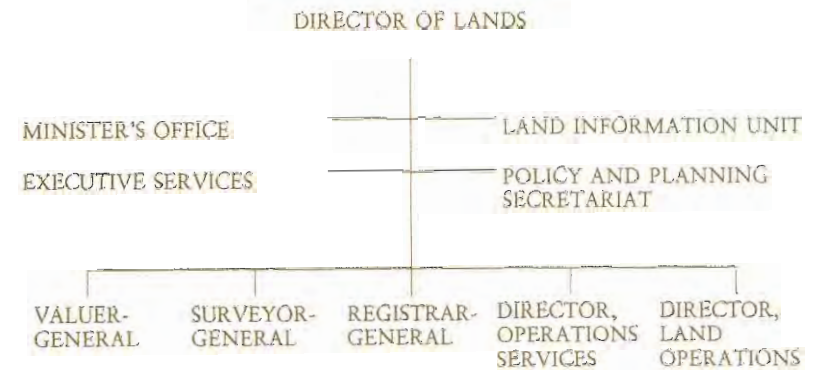 DIRECTOR OF LANDS
MINISTER'S OFFICE
LAND INFORMATION UNIT
EXECUTIVE SERVICES
POLICY AND PLANNING
SECRETARIAT
VALUER-
GENERAL
SURVEYOR-
GENERAL
REGISTRAR-
GENERAL
DIRECTOR,
OPERATIONS
SERVICES
DIRECTOR,
LAND
OPERATIONS